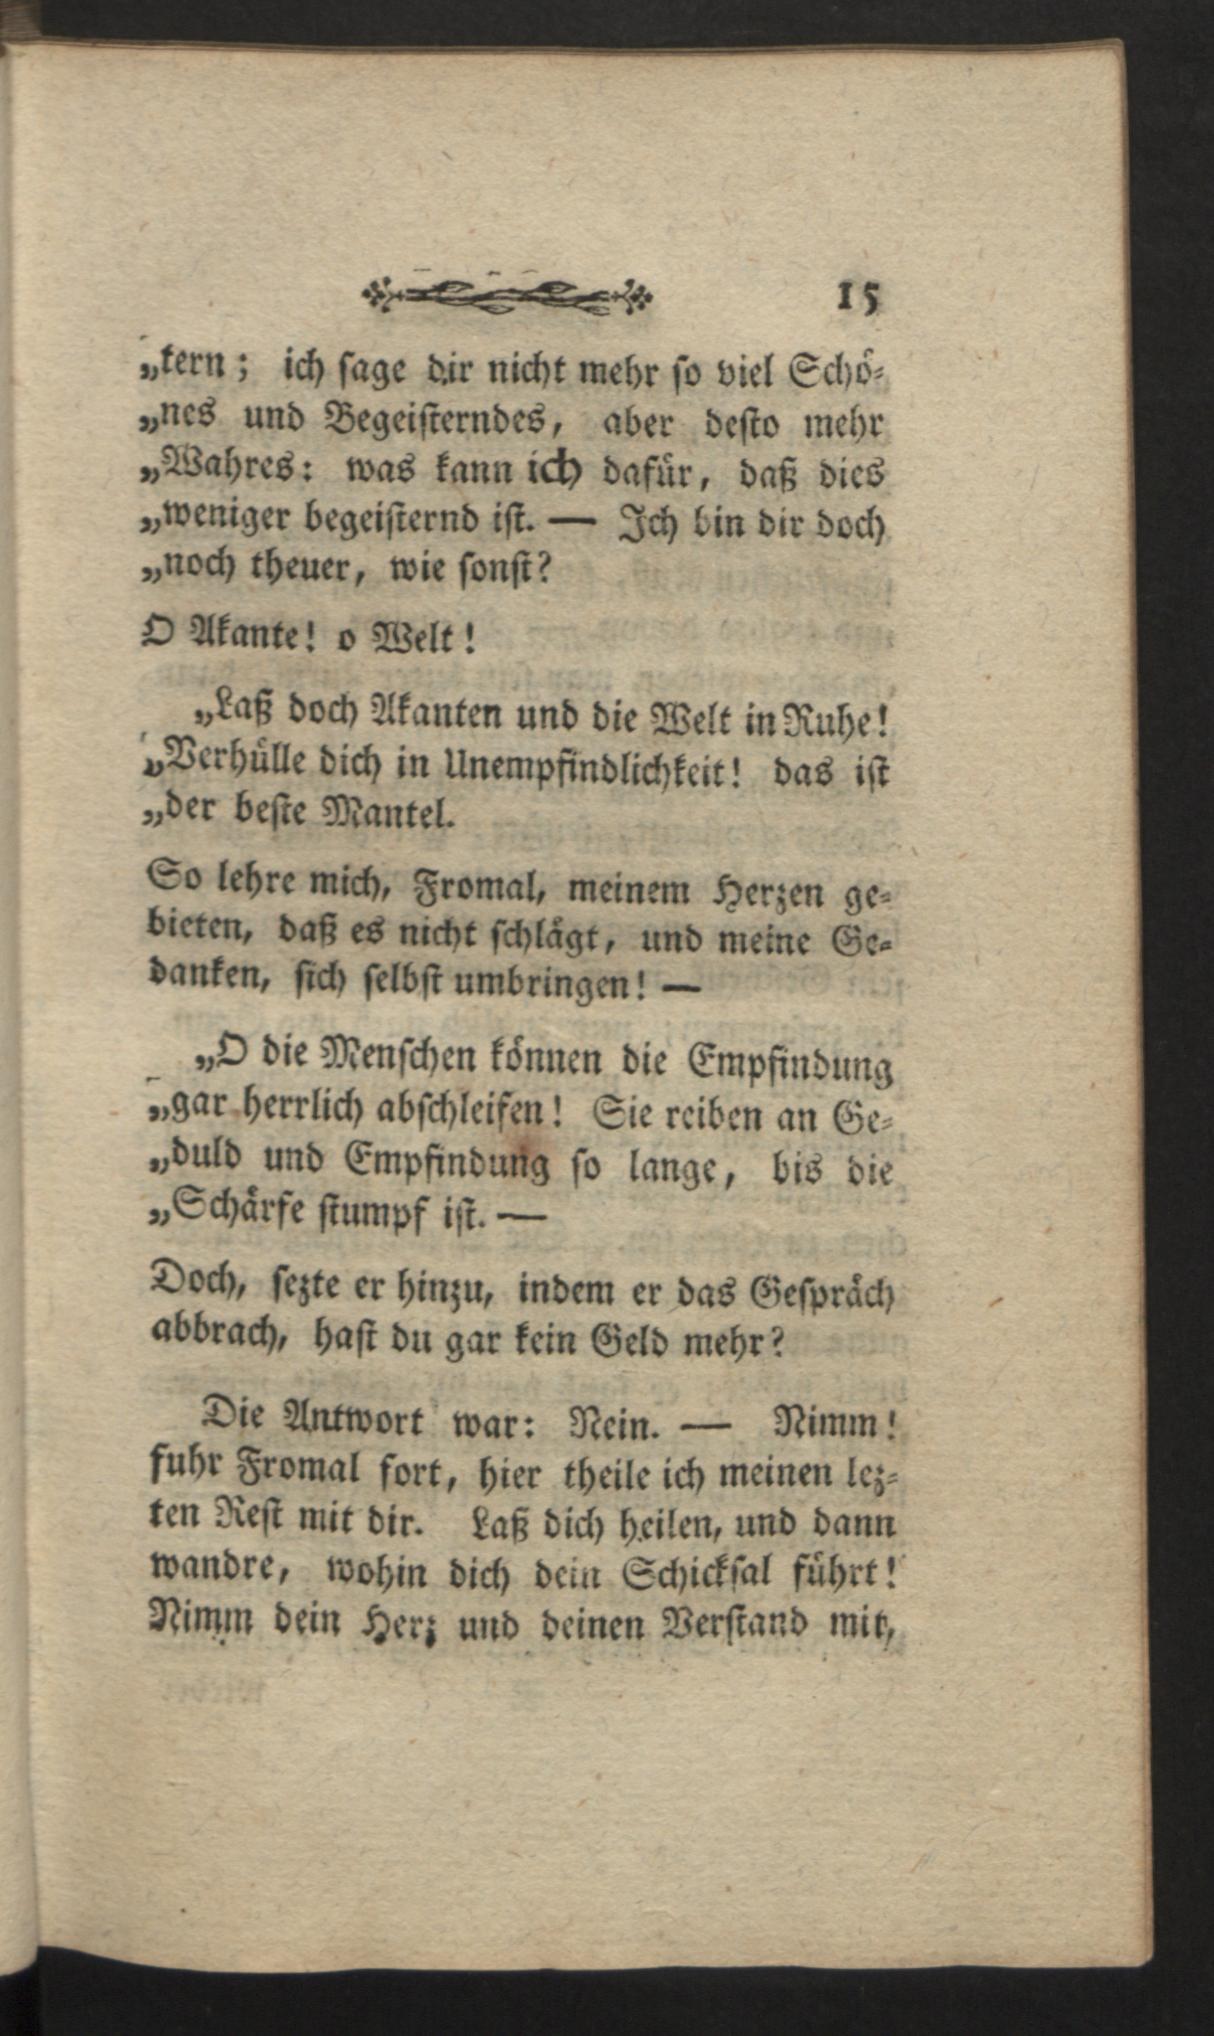 15
„kern; ich sage dir nicht mehr so viel Schö-
„nes und Begeisterndes, aber desto mehr
„Wahres: was kann ich dafür, daß dies
„weniger begeisternd ist. — Ich bin dir doch
„noch theuer, wie sonst?
O Akante! o Welt!
„Laß doch Akanten und die Welt in Ruhe!
„Verhülle dich in Unempfindlichkeit! das ist
„der beste Mantel.
So lehre mich, Fromal, meinem Herzen ge-
bieten, daß es nicht schlägt, und meine Ge-
danken, sich selbst umbringen! —
„O die Menschen können die Empfindung
„gar herrlich abschleifen! Sie reiben an Ge-
„duld und Empfindung so lange, bis die
„Schärfe stumpf ist. —
Doch, sezte er hinzu, indem er das Gespräch
abbrach, hast du gar kein Geld mehr?
Die Antwort war: Nein. — Nimm!
fuhr Fromal fort, hier theile ich meinen lez-
ten Rest mit dir. Laß dich heilen, und dann
wandre, wohin dich dein Schicksal führt!
Nimm dein Herz und deinen Verstand mit,